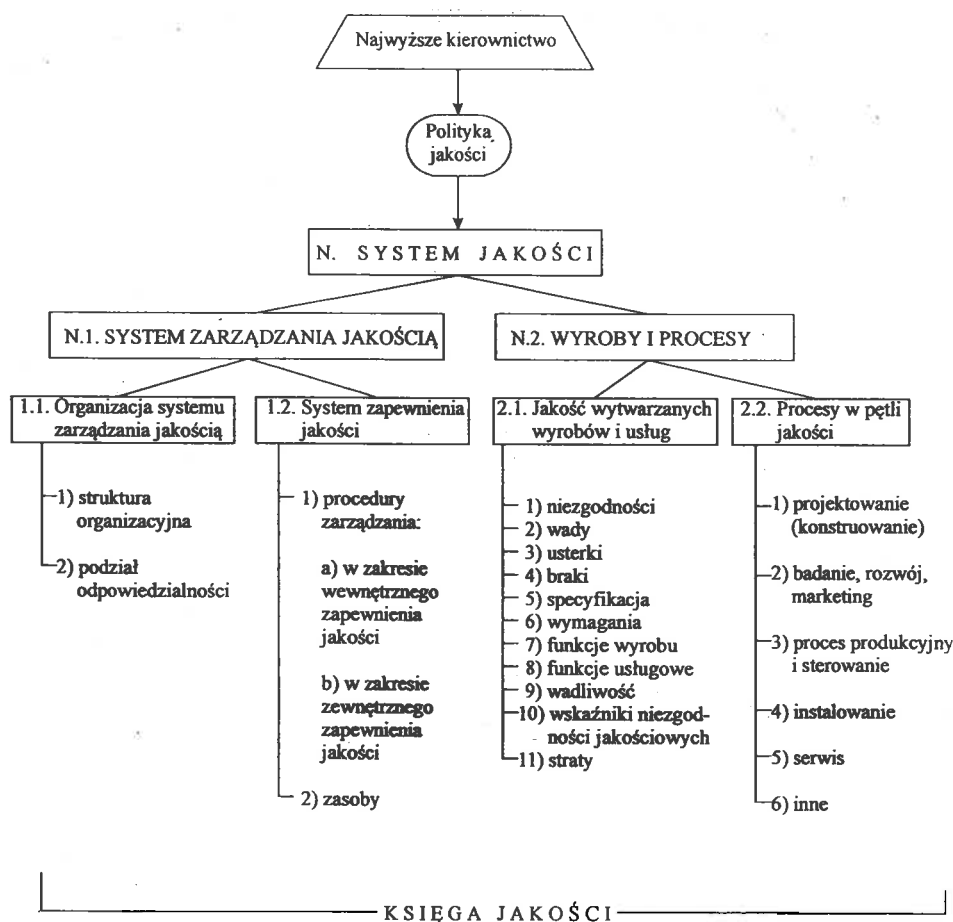 Najwyższe kierownictwo
Polityka
jakości
N. SYSTEM JAKOŚCI
N.1. SYSTEM ZARZĄDZANIA JAKOŚCIĄ
N.2. WYROBY I PROCESY
1.1. Organizacja systemu
zarządzania jakością
1.2. System zapewnienia
jakości
2.1. Jakość wytwarzanych
wyrobów i usług
2.2. Procesy w pętli
jakości
1) struktura
organizacyjna
2) podział
odpowiedzialności
1) procedury
zarządzania:
a) w zakresie
wewnętrznego
zapewnienia
jakości
b) w zakresie
zewnętrznego
zapewnienia
jakości
2) zasoby
1) niezgodności
2) wady
3) usterki
4) braki
5) specyfikacja
6) wymagania
7) funkcje wyrobu
8) funkcje usługowe
9) wadliwość
10) wskaźniki niezgod-
ności jakościowych
11) straty
1) projektowanie
(konstruowanie)
2) badanie, rozwój,
marketing
3) proces produkcyjny
i sterowanie
4) instalowanie
5) serwis
6) inne
KSIĘGA JAKOŚCI